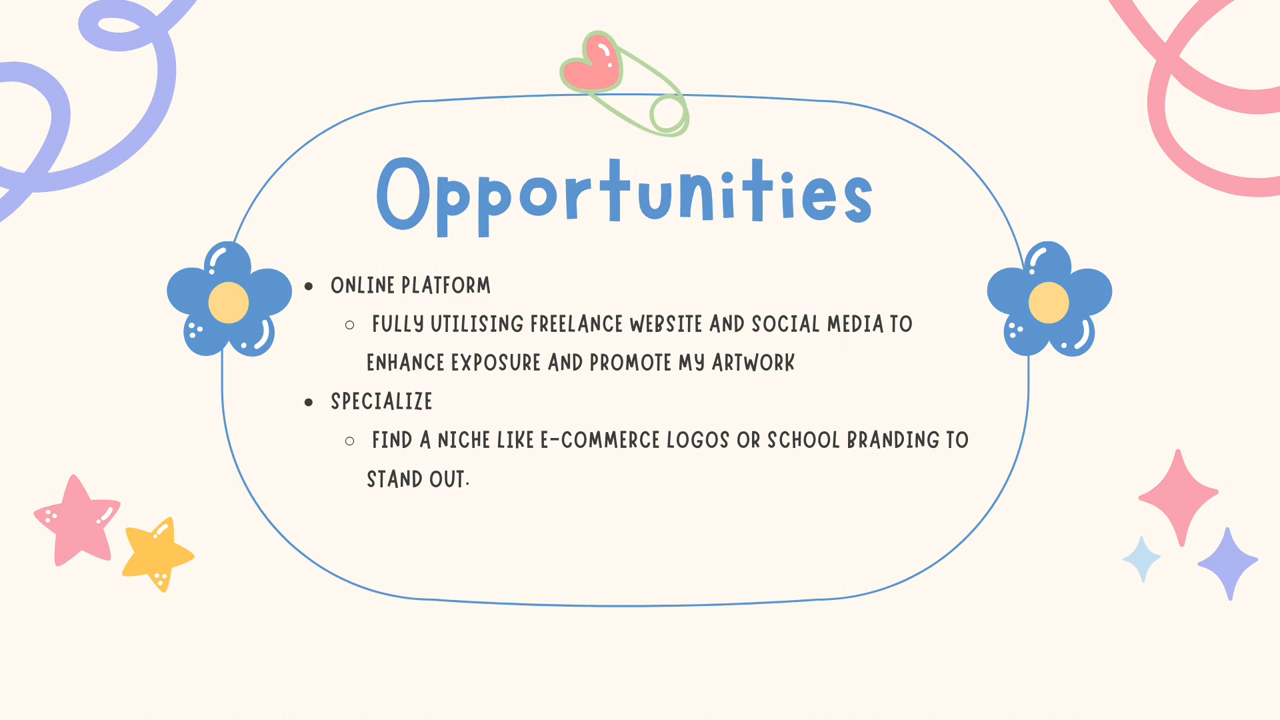 Opportunities
• ONLINE PLATFORM
○ FULLY UTILISING FREELANCE WEBSITE AND SOCIAL MEDIA TO
ENHANCE EXPOSURE AND PROMOTE MY ARTWORK
• SPECIALIZE
○ FIND A NICHE LIKE E-COMMERCE LOGOS OR SCHOOL BRANDING TO
STAND OUT.